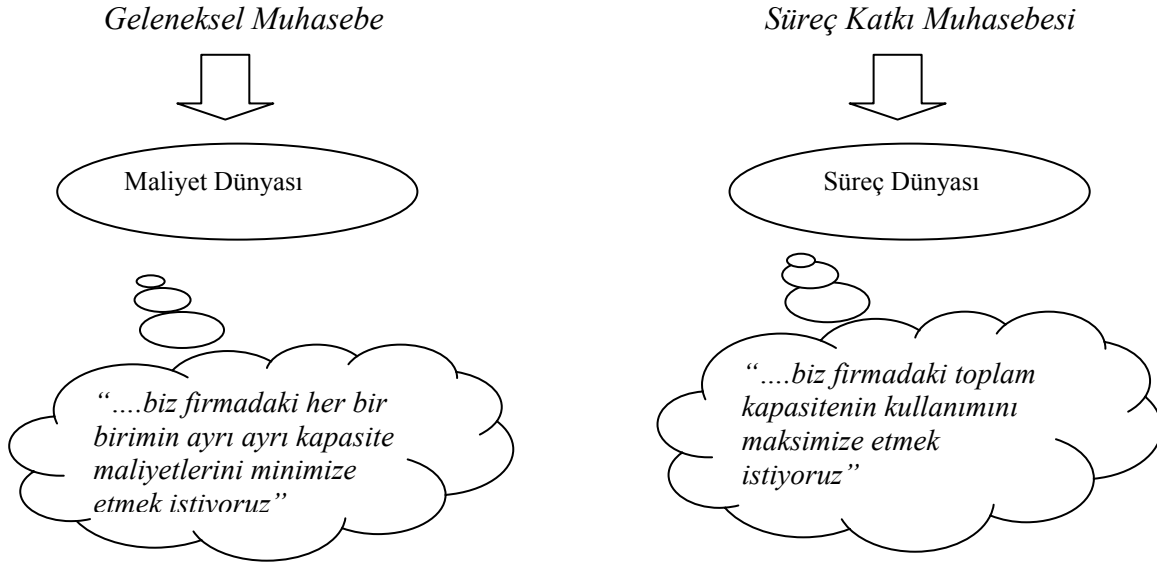 Geleneksel Muhasebe
Süreç Katkı Muhasebesi
Maliyet Dünyası
Süreç Dünyası
“....biz firmadaki her bir
birimin ayrı ayrı kapasite
maliyetlerini minimize
etmek istiyoruz”
“....biz firmadaki toplam
kapasitenin kullanımını
maksimize etmek
istiyoruz”